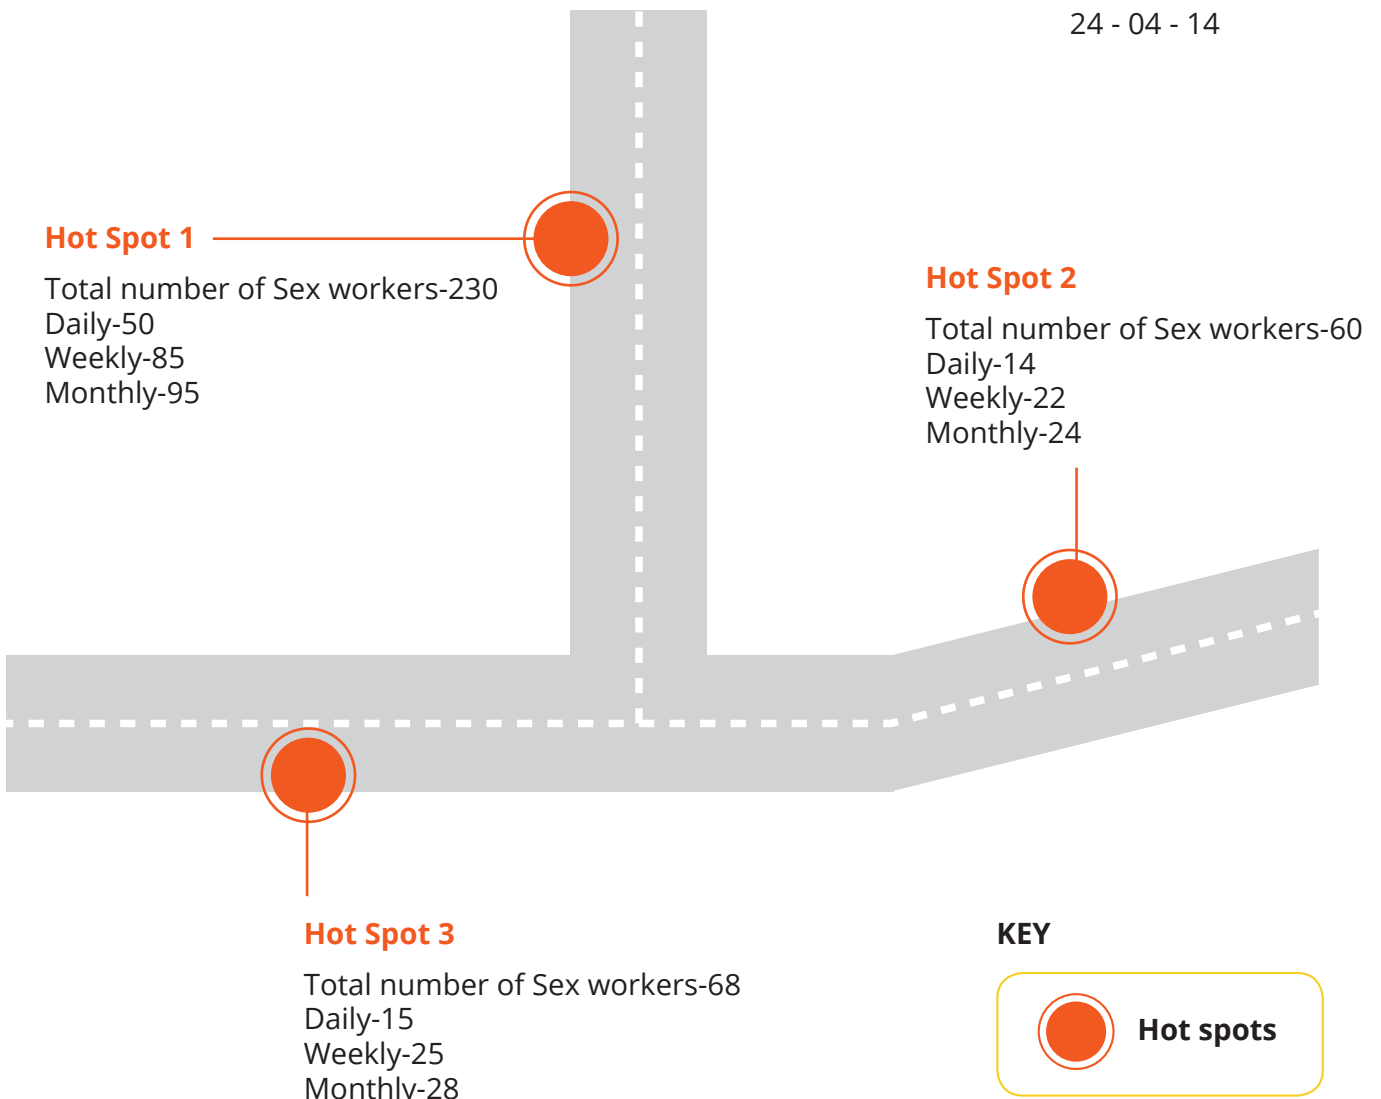 24 - 04 - 14
Hot Spot 1
Total number of Sex workers-230
Daily-50
Weekly-85
Monthly-95
Hot Spot 2
Total number of Sex workers-60
Daily-14
Weekly-22
Monthly-24
Hot Spot 3
Total number of Sex workers-68
Daily-15
Weekly-25
Monthly-28
KEY
Hot spots